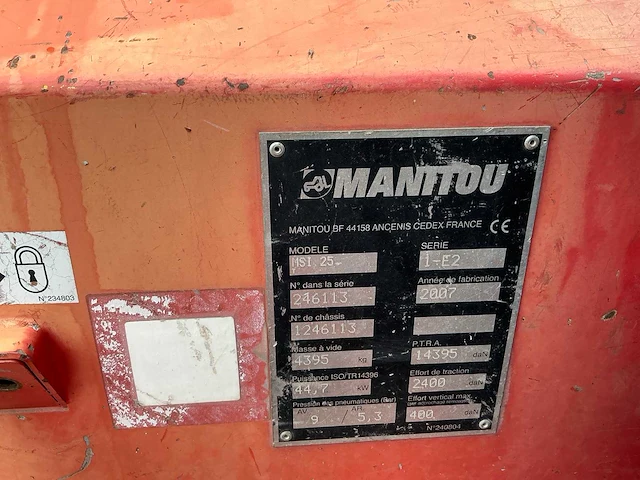 MANITOU
MANITOU BF 44158 ANCENIS CEDEX FRANCE CE
MODELE SERIE
MSI 25 1-E2
N° dans la série Année de fabrication
246113 2007
N° de châssis
1246113
Masse à vide P.T.R.A.
4395 kg 14395 daN
Puissance ISO/TR14396 Effort de traction
44,7 kW 2400 daN
Pression des pneumatiques (Bar) Effort vertical max
AV. AR.
9 / 5,3 400 daN
N°240804
N°234803